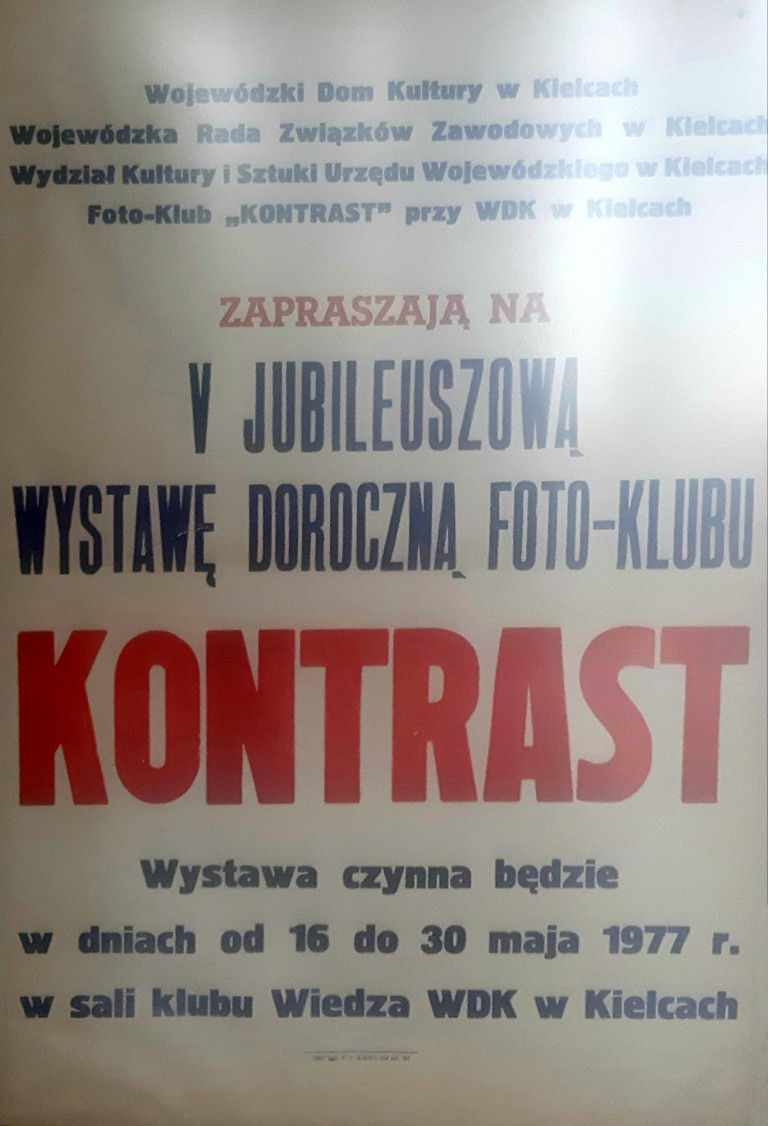 Wojewódzki Dom Kultury w Kielcach
Wojewódzka Rada Związków Zawodowych w Kielcach
Wydział Kultury i Sztuki Urzędu Wojewódzkiego w Kielcach
Foto-Klub „KONTRAST” przy WDK w Kielcach
ZAPRASZAJĄ NA
V JUBILEUSZOWĄ
WYSTAWĘ DOROCZNĄ FOTO-KLUBU
KONTRAST
Wystawa czynna będzie
w dniach od 16 do 30 maja 1977 r.
w sali klubu Wiedza WDK w Kielcach